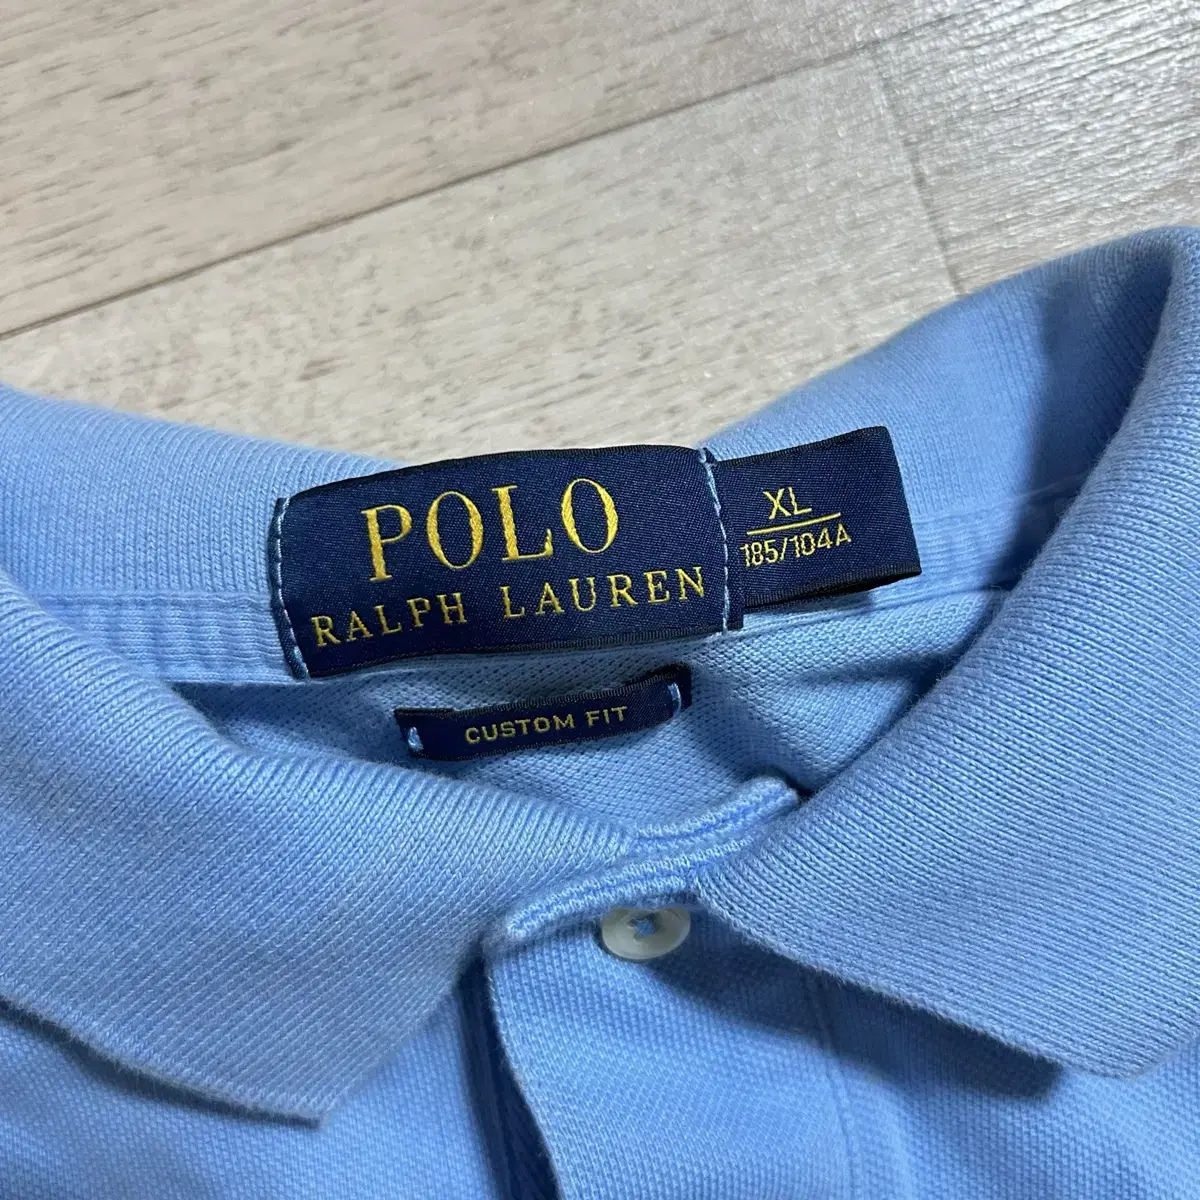 POLO
RALPH LAUREN
XL
185/104A
CUSTOM FIT